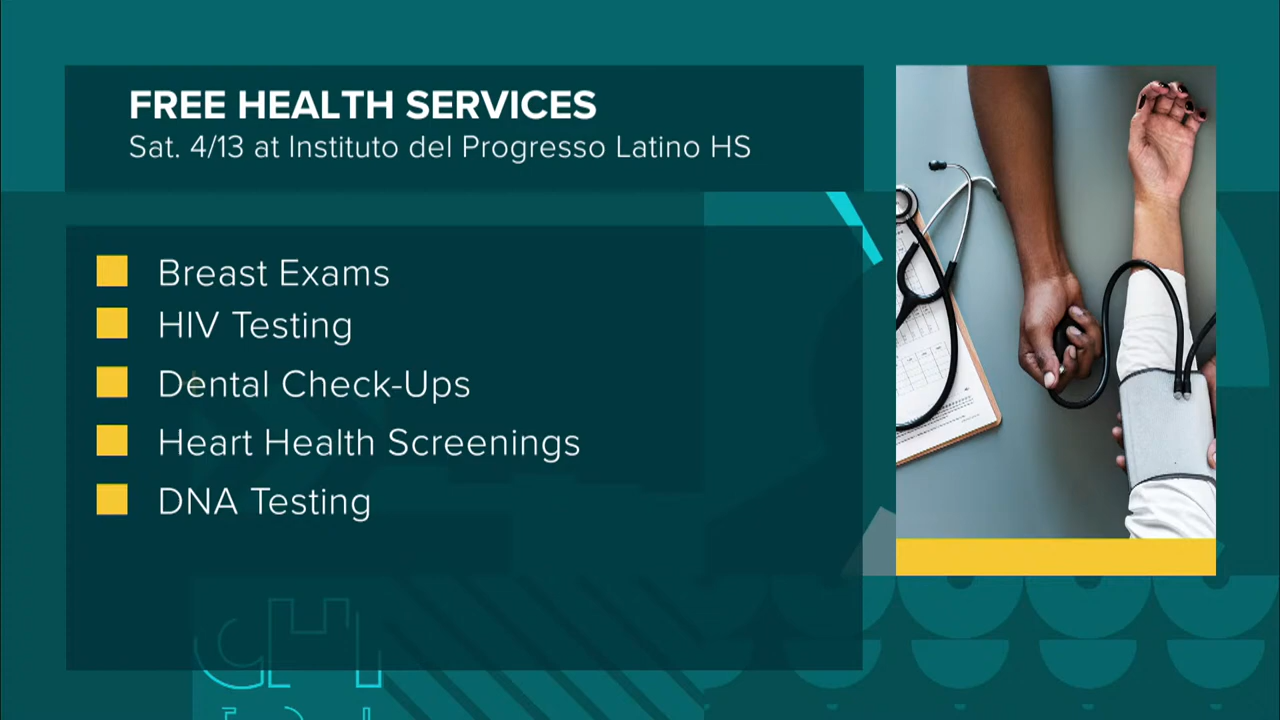 FREE HEALTH SERVICES
Sat. 4/13 at Instituto del Progresso Latino HS
Breast Exams
HIV Testing
Dental Check-Ups
Heart Health Screenings
DNA Testing
CHI